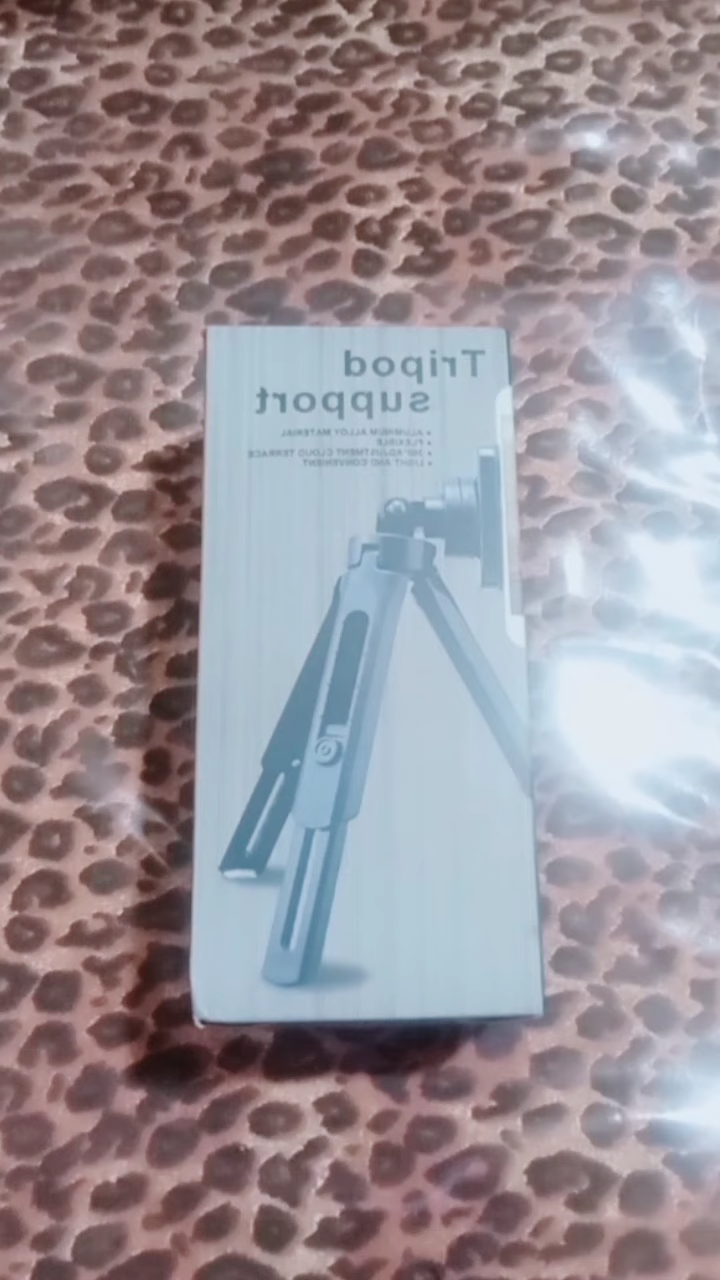 Tripod
support
• ALUMINUM ALLOY MATERIAL
• FLEXIBLE
• 360° ADJUSTMENT CLOUD TERRACE
• LIGHT AND CONVENIENT